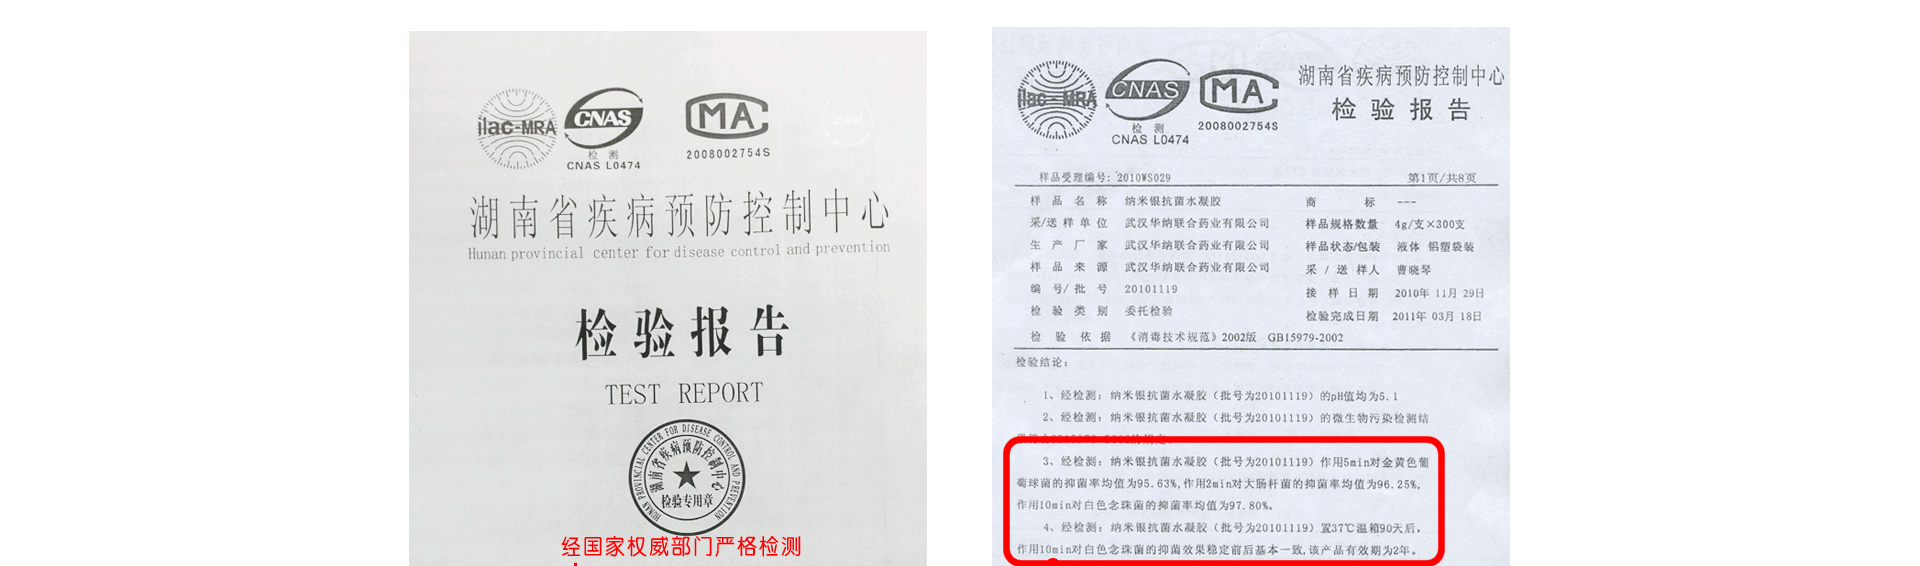 ilac-MRA
CNAS
检 测
CNAS L0474
MA
2008002754S
湖南省疾病预防控制中心
Hunan provincial center for disease control and prevention
检验报告
TEST REPORT
HUNAN PROVINCIAL CENTER FOR DISEASE CONTROL AND PREVENTION
湖南省疾病预防控制中心
检验专用章
经国家权威部门严格检测
ilac-MRA
CNAS
检 测
CNAS L0474
MA
2008002754S
湖南省疾病预防控制中心
检 验 报 告
样品受理编号: 2010WS029 第1页/共8页
样 品 名 称 纳米银抗菌水凝胶 商 标 ---
采/送 样 单 位 武汉华纳联合药业有限公司 样品规格数量 4g/支×300支
生 产 厂 家 武汉华纳联合药业有限公司 样品状态/包装 液体 铝塑袋装
样 品 来 源 武汉华纳联合药业有限公司 采 / 送 样人 曹晓琴
编 号/ 批 号 20101119 接 样 日 期 2010年 11月 29日
检 验 类 别 委托检验 检验完成日期 2011年 03月 18日
检 验 依 据 《消毒技术规范》2002版 GB15979-2002
检验结论:
1、经检测: 纳米银抗菌水凝胶（批号为20101119）的pH值均为5.1
2、经检测: 纳米银抗菌水凝胶（批号为20101119）的微生物污染检测结
3、经检测: 纳米银抗菌水凝胶（批号为20101119）作用5min对金黄色葡
萄球菌的抑菌率均值为95.63%,作用2min对大肠杆菌的抑菌率均值为96.25%,
作用10min对白色念珠菌的抑菌率均值为97.80%。
4、经检测: 纳米银抗菌水凝胶（批号为20101119）置37℃温箱90天后,
作用10min对白色念珠菌的抑菌效果稳定前后基本一致,该产品有效期为2年。